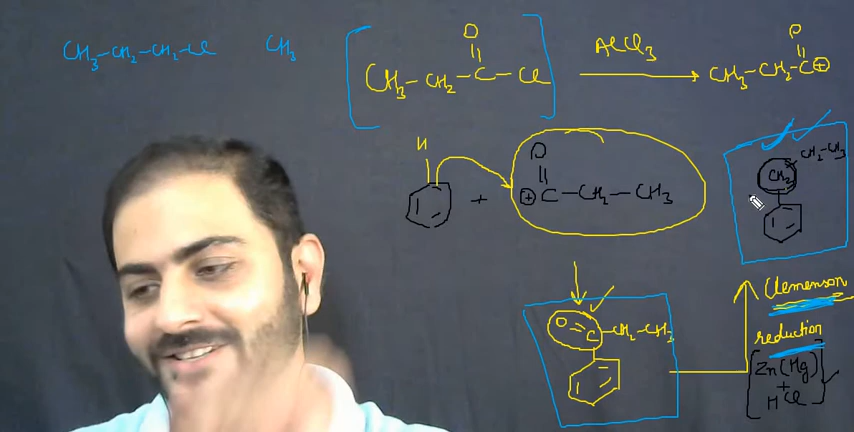 CH3-CH2-CH2-Cl CH3
O
CH3-CH2-C-Cl
AlCl3
O
CH3-CH2-C⊕
H
+
O
⊕C-CH2-CH3
CH2-CH3
CH2
O=C-CH2-CH3
Clemenson
reduction
Zn(Hg)
+
HCl